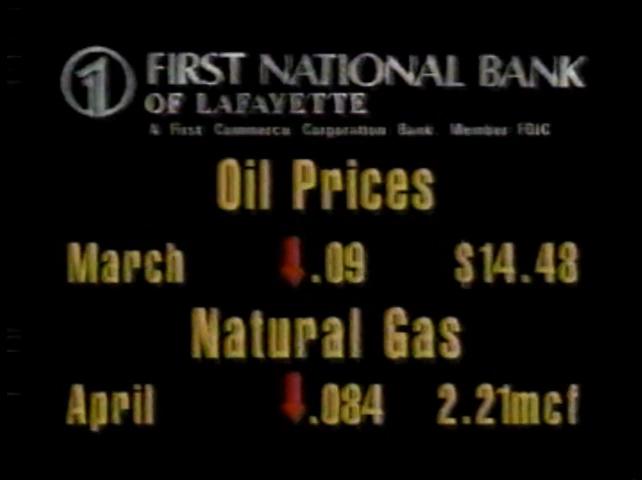 1 FIRST NATIONAL BANK
OF LAFAYETTE
A First Commerce Corporation Bank. Member FDIC
Oil Prices
March .09 $14.48
Natural Gas
April .084 2.21mcf